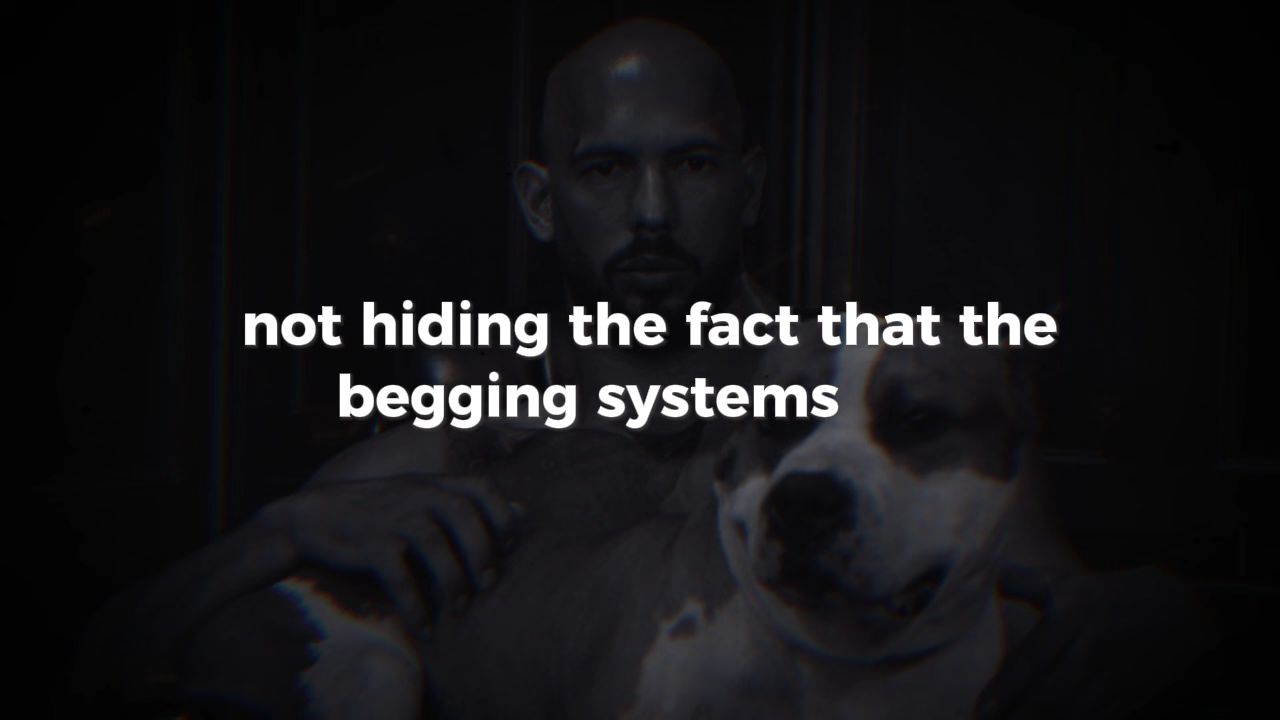 not hiding the fact that the
begging systems